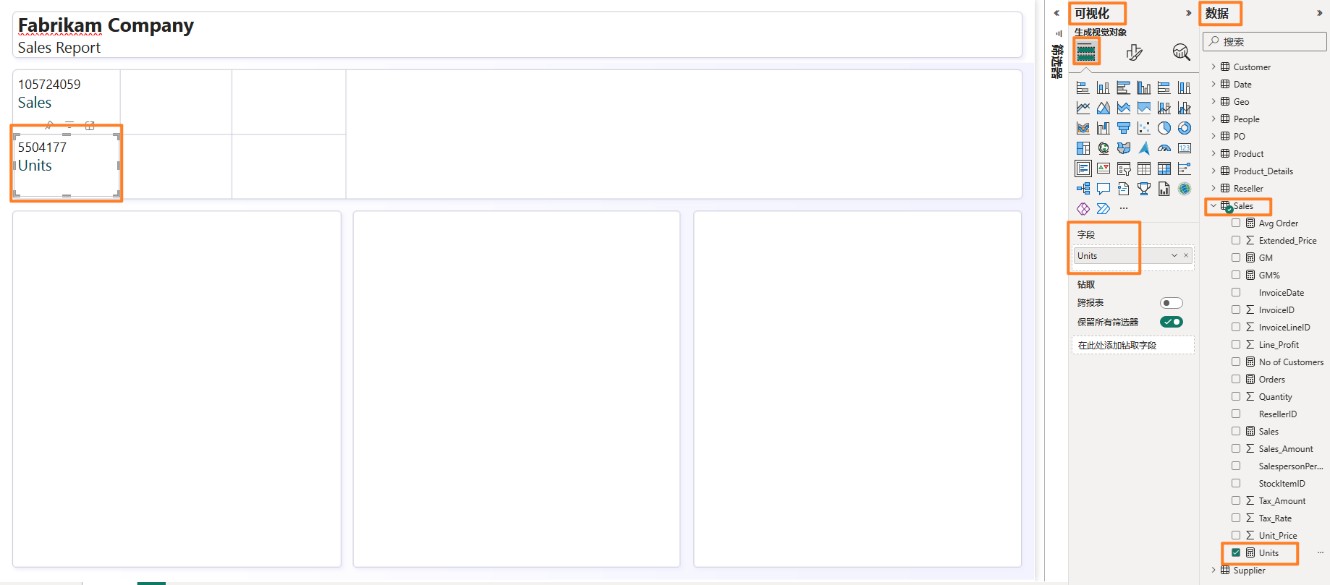 Fabrikam Company
Sales Report
105724059
Sales
5504177
Units
筛选器
可视化
生成视觉对象
字段
Units
钻取
跨报表
保留所有筛选器
在此处添加钻取字段
数据
搜索
Customer
Date
Geo
People
PO
Product
Product_Details
Reseller
Sales
Avg Order
Extended_Price
GM
GM%
InvoiceDate
InvoiceID
InvoiceLineID
Line_Profit
No of Customers
Orders
Quantity
ResellerID
Sales
Sales_Amount
SalespersonPer...
StockItemID
Tax_Amount
Tax_Rate
Unit_Price
Units
Supplier